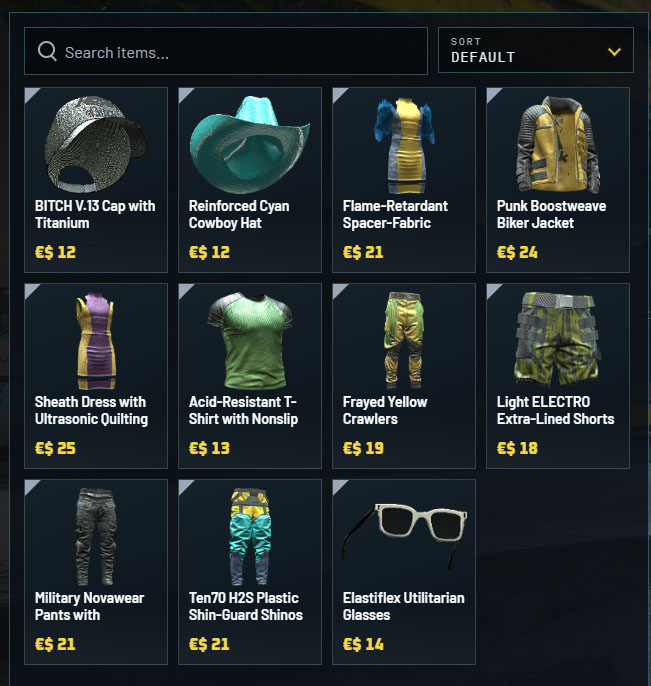 Search items...
SORT
DEFAULT
BITCH V.13 Cap with
Titanium
€$ 12
Reinforced Cyan
Cowboy Hat
€$ 12
Flame-Retardant
Spacer-Fabric
€$ 21
Punk Boostweave
Biker Jacket
€$ 24
Sheath Dress with
Ultrasonic Quilting
€$ 25
Acid-Resistant T-
Shirt with Nonslip
€$ 13
Frayed Yellow
Crawlers
€$ 19
Light ELECTRO
Extra-Lined Shorts
€$ 18
Military Novawear
Pants with
€$ 21
Ten70 H2S Plastic
Shin-Guard Shinos
€$ 21
Elastiflex Utilitarian
Glasses
€$ 14